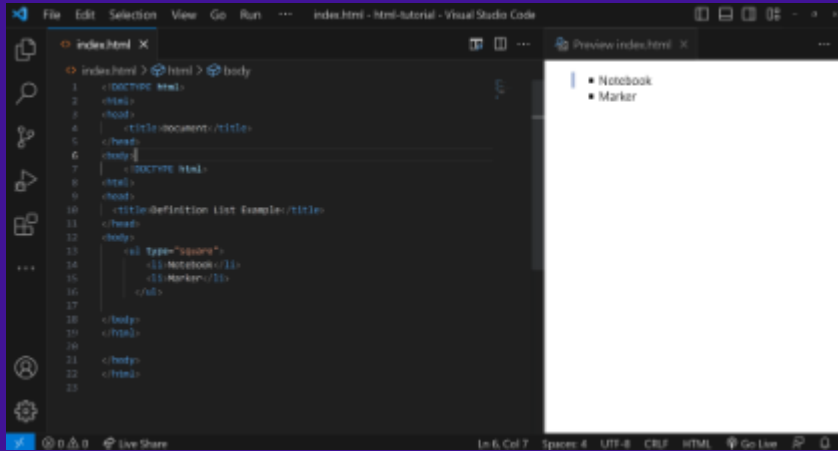 File Edit Selection View Go Run ··· index.html - html-tutorial - Visual Studio Code
index.html × ··· Preview index.html × ···
index.html > html > body
1 <!DOCTYPE html>
2 <html>
3 <head>
4 <title>Document</title>
5 </head>
6 <body>
7 <!DOCTYPE html>
8 <html>
9 <head>
10 <title>Definition List Example</title>
11 </head>
12 <body>
13 <ul type="square">
14 <li>Notebook</li>
15 <li>Marker</li>
16 </ul>
17
18 </body>
19 </html>
20
21 </body>
22 </html>
23
▪ Notebook
▪ Marker
0 0 Live Share Ln 6, Col 7 Spaces: 4 UTF-8 CRLF HTML Go Live